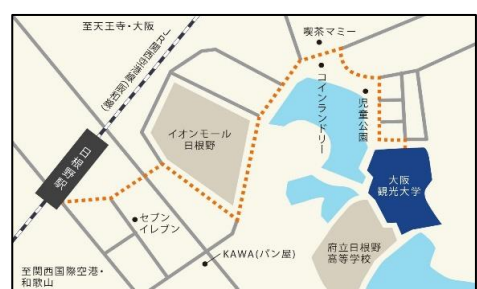 至天王寺・大阪
JR関西空港線(阪和線)
喫茶マミー
コインランドリー
児童公園
イオンモール
日根野
日根野駅
大阪
観光大学
セブン
イレブン
KAWA(パン屋)
府立日根野
高等学校
至関西国際空港・
和歌山